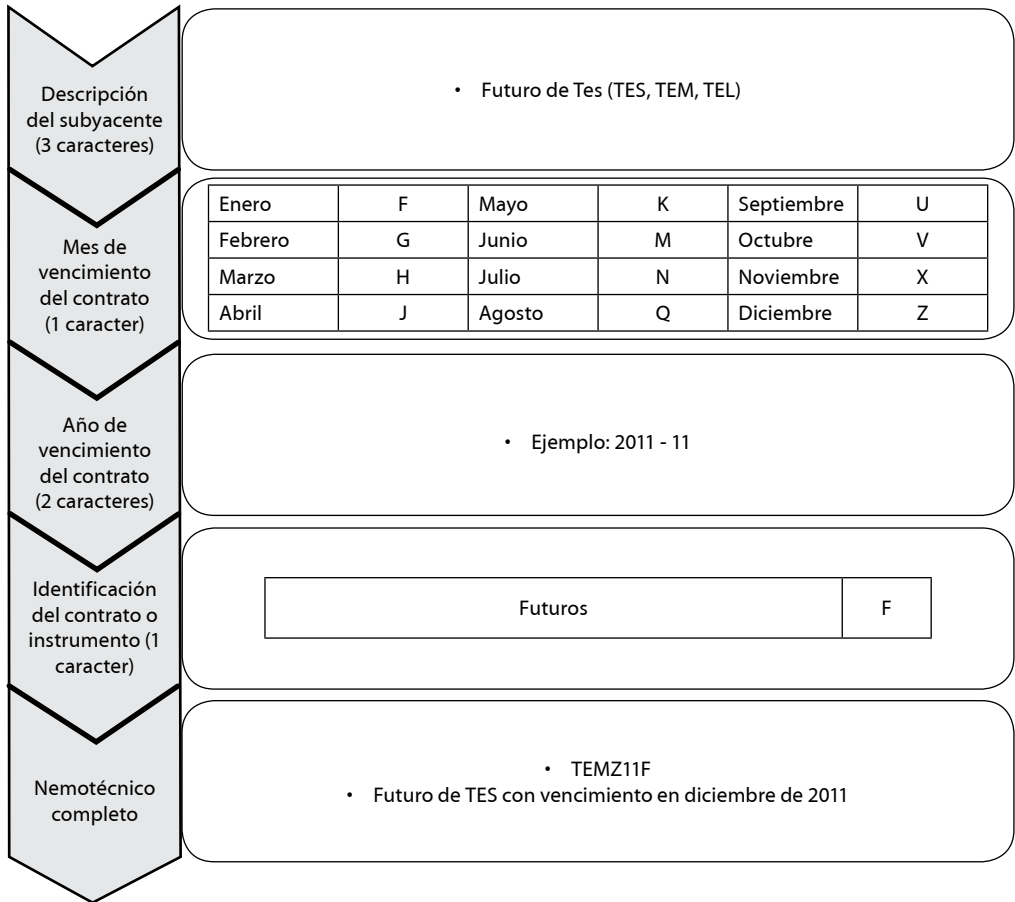 Descripción
del subyacente
(3 caracteres)
• Futuro de Tes (TES, TEM, TEL)
Mes de
vencimiento
del contrato
(1 caracter)
Enero F Mayo K Septiembre U
Febrero G Junio M Octubre V
Marzo H Julio N Noviembre X
Abril J Agosto Q Diciembre Z
Año de
vencimiento
del contrato
(2 caracteres)
• Ejemplo: 2011 - 11
Identificación
del contrato o
instrumento (1
caracter)
Futuros F
Nemotécnico
completo
• TEMZ11F
• Futuro de TES con vencimiento en diciembre de 2011